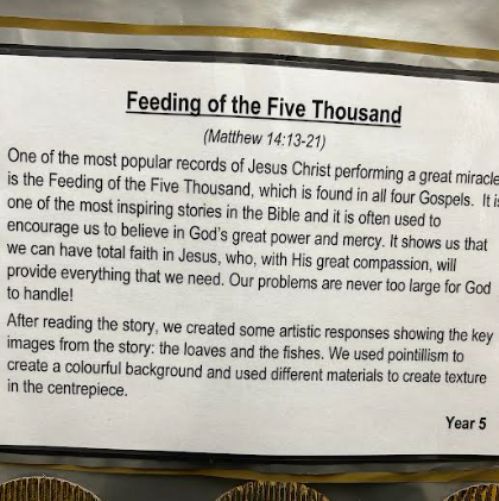 Feeding of the Five Thousand
(Matthew 14:13-21)
One of the most popular records of Jesus Christ performing a great miracle
is the Feeding of the Five Thousand, which is found in all four Gospels. It is
one of the most inspiring stories in the Bible and it is often used to
encourage us to believe in God's great power and mercy. It shows us that
we can have total faith in Jesus, who, with His great compassion, will
provide everything that we need. Our problems are never too large for God
to handle!
After reading the story, we created some artistic responses showing the key
images from the story: the loaves and the fishes. We used pointillism to
create a colourful background and used different materials to create texture
in the centrepiece.
Year 5